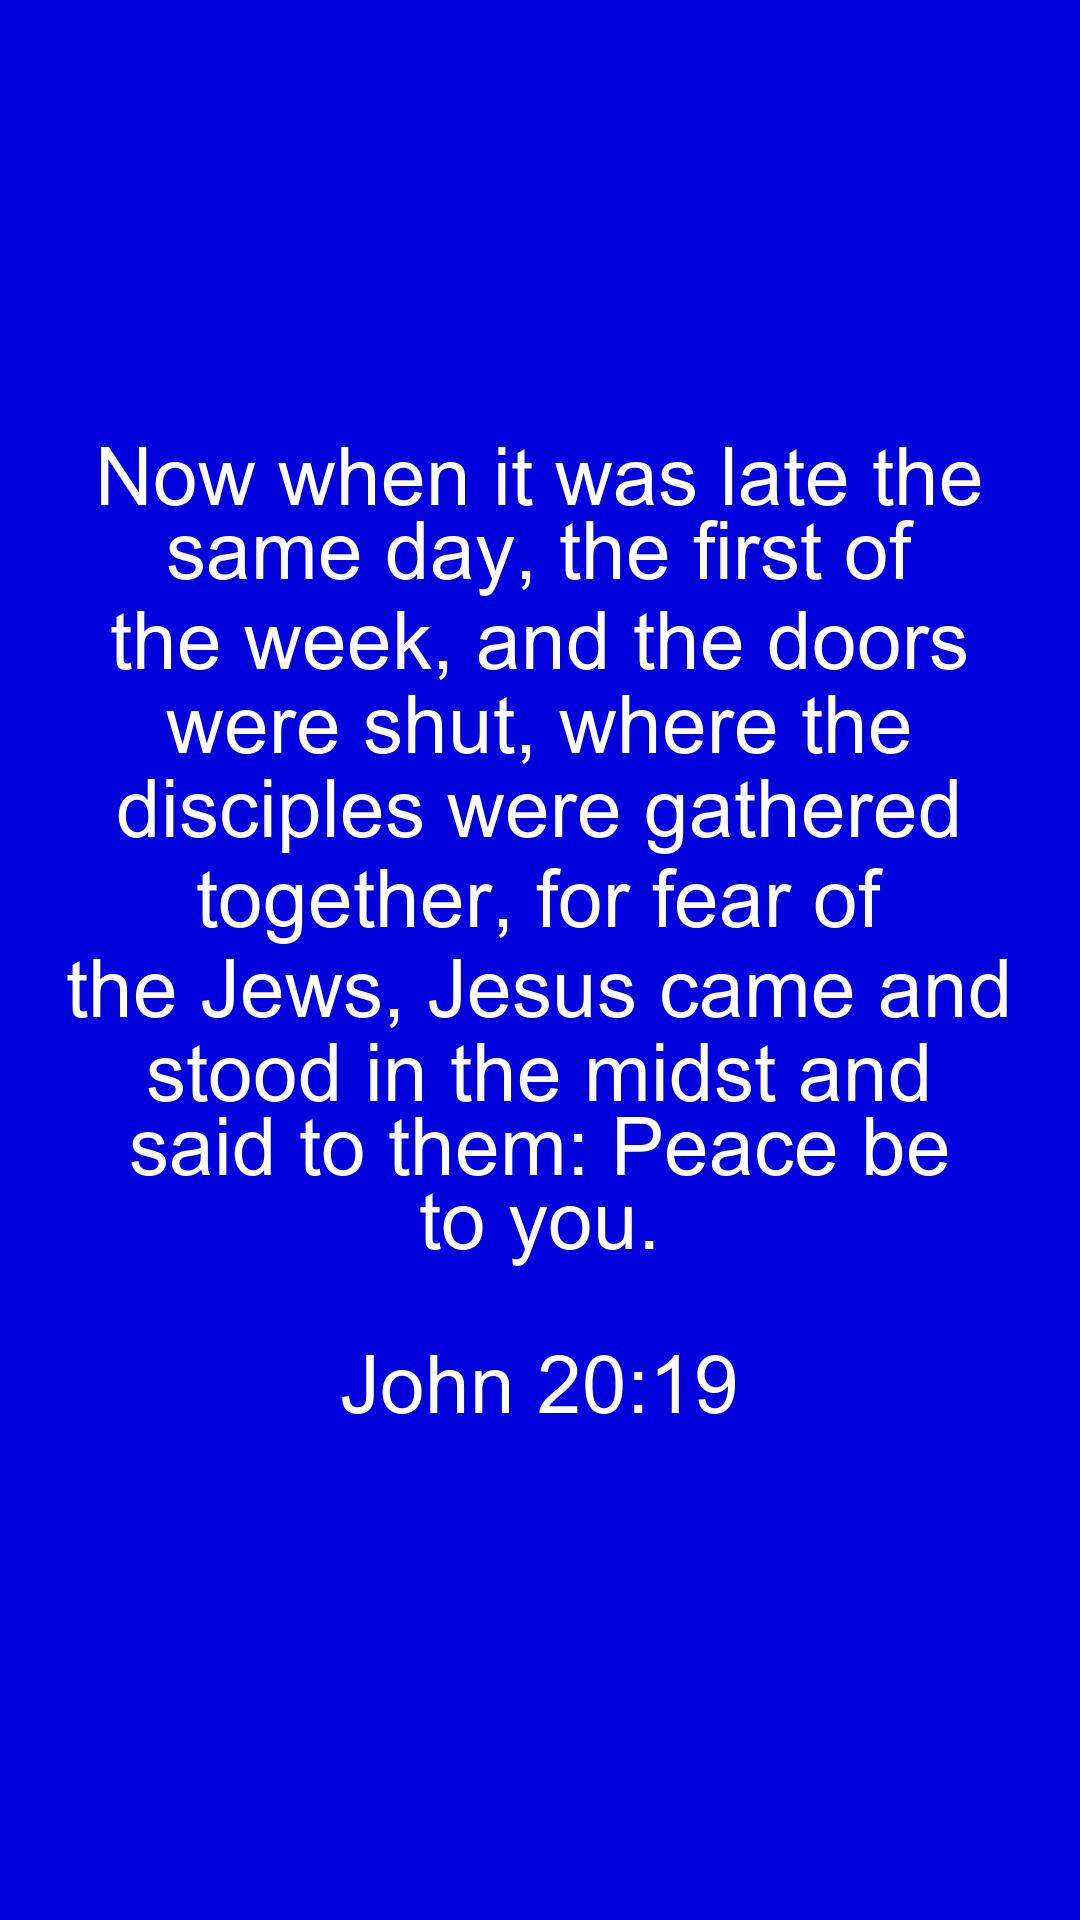 Now when it was late the
same day, the first of
the week, and the doors
were shut, where the
disciples were gathered
together, for fear of
the Jews, Jesus came and
stood in the midst and
said to them: Peace be
to you.
John 20:19